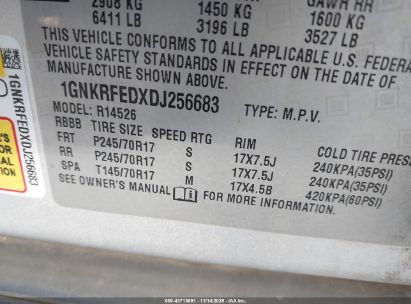 2908 KG 1450 KG 1600 KG
6411 LB 3196 LB 3527 LB
THIS VEHICLE CONFORMS TO ALL APPLICABLE U.S. FEDERA
VEHICLE SAFETY STANDARDS IN EFFECT ON THE DATE OF
MANUFACTURE SHOWN ABOVE.
1GNKRFEDXDJ256683 TYPE: M.P.V.
MODEL: R14526
RBBB TIRE SIZE SPEED RTG RIM COLD TIRE PRESS
FRT P245/70R17 S 17X7.5J 240KPA(35PSI)
RR P245/70R17 S 17X7.5J 240KPA(35PSI)
SPA T145/70R17 M 17X4.5B 420KPA(60PSI)
SEE OWNER'S MANUAL FOR MORE INFORMATION.
1GNKRFEDXDJ256683